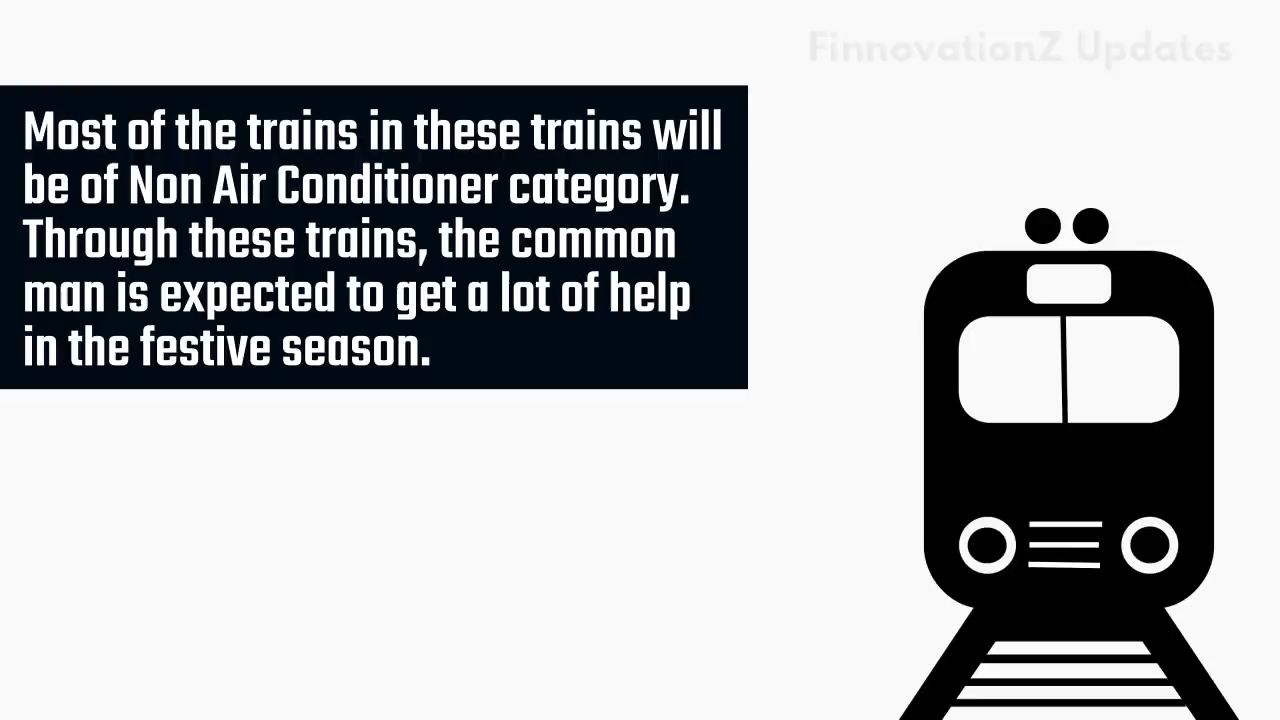 FinnovationZ Updates
Most of the trains in these trains will
be of Non Air Conditioner category.
Through these trains, the common
man is expected to get a lot of help
in the festive season.